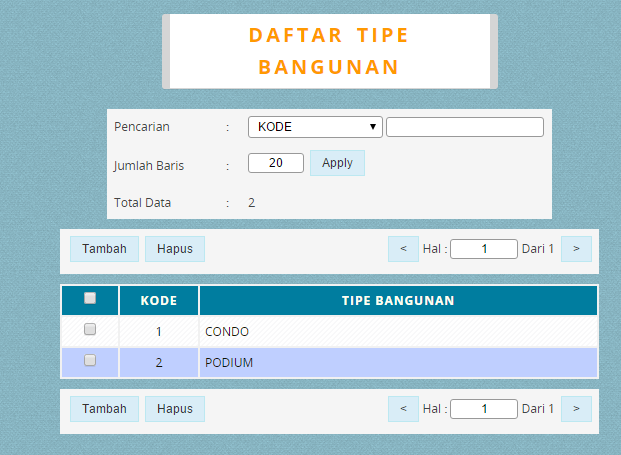 DAFTAR TIPE
BANGUNAN
Pencarian : KODE
Jumlah Baris : 20 Apply
Total Data : 2
Tambah Hapus < Hal : 1 Dari 1 >
KODE TIPE BANGUNAN
1 CONDO
2 PODIUM
Tambah Hapus < Hal : 1 Dari 1 >